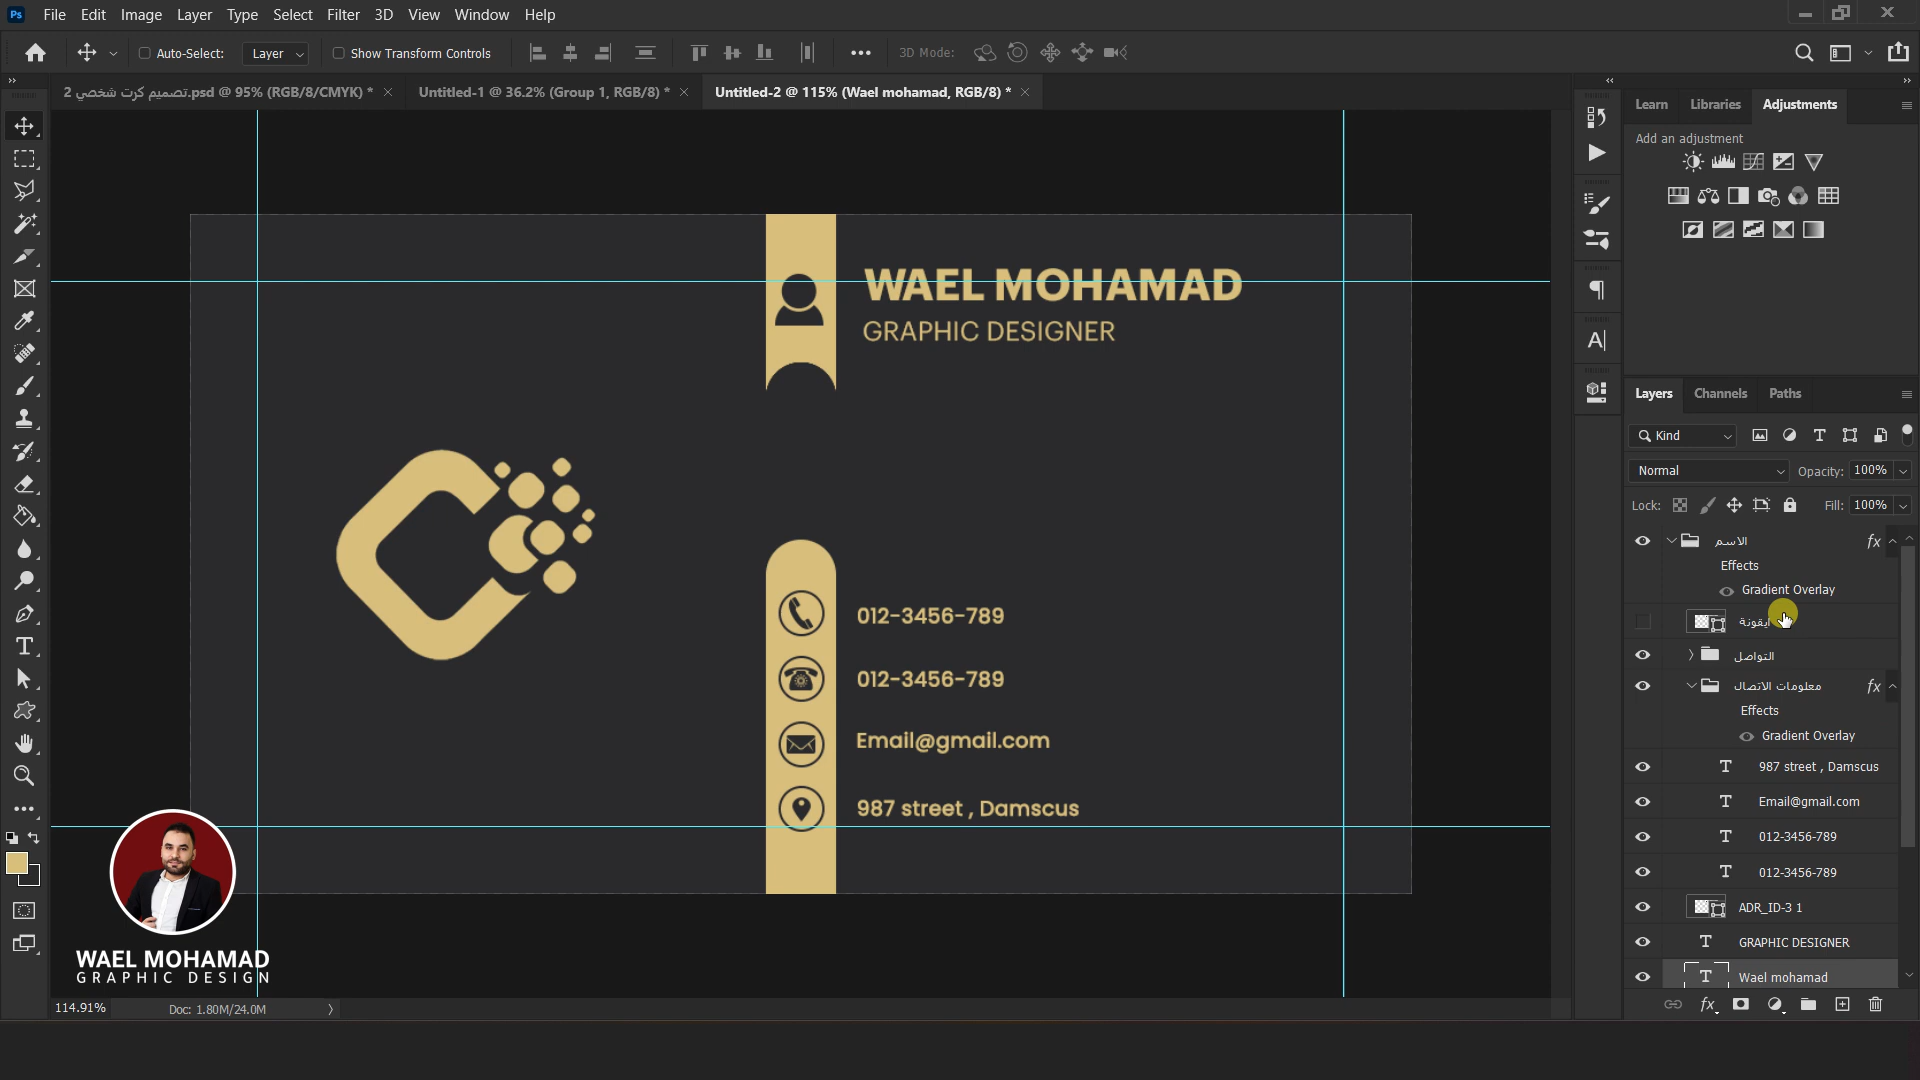 Ps File Edit Image Layer Type Select Filter 3D View Window Help
Auto-Select: Layer Show Transform Controls 3D Mode:
تصميم كرت شخصي 2.psd @ 95% (RGB/8/CMYK) *
Untitled-1 @ 36.2% (Group 1, RGB/8) *
Untitled-2 @ 115% (Wael mohamad, RGB/8) *
Learn Libraries Adjustments
Add an adjustment
WAEL MOHAMAD
GRAPHIC DESIGNER
012-3456-789
012-3456-789
Email@gmail.com
987 street , Damscus
Layers Channels Paths
Kind
Normal Opacity: 100%
Lock: Fill: 100%
الاسم fx
Effects
Gradient Overlay
ايقونة
التواصل
معلومات الاتصال fx
Effects
Gradient Overlay
T 987 street , Damscus
T Email@gmail.com
T 012-3456-789
T 012-3456-789
ADR_ID-3 1
T GRAPHIC DESIGNER
T Wael mohamad
fx
WAEL MOHAMAD
GRAPHIC DESIGN
114.91% Doc: 1.80M/24.0M